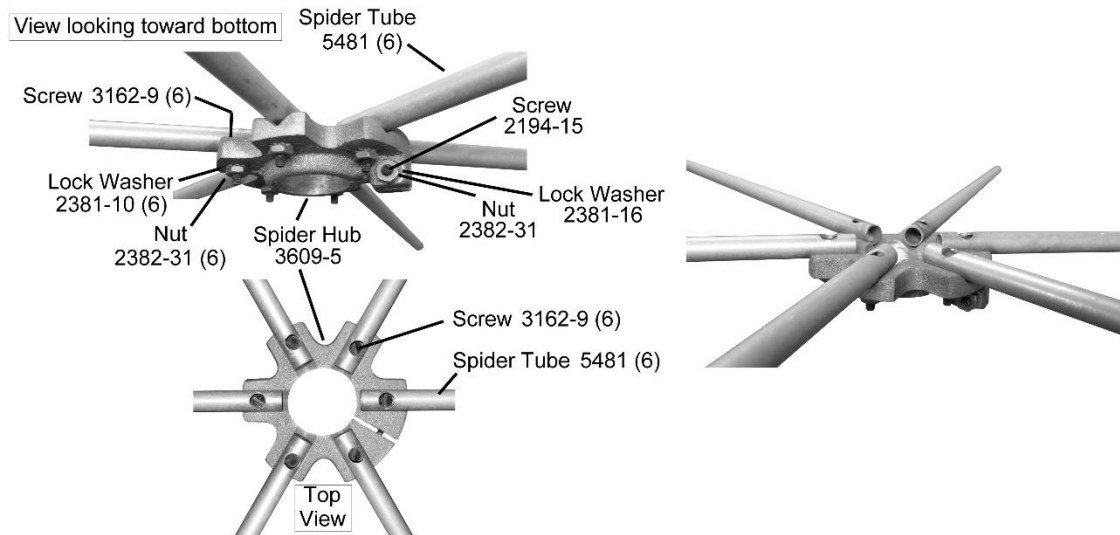 View looking toward bottom
Spider Tube
5481 (6)
Screw 3162-9 (6)
Screw
2194-15
Lock Washer
2381-10 (6)
Lock Washer
2381-16
Nut
2382-31
Nut
2382-31 (6)
Spider Hub
3609-5
Screw 3162-9 (6)
Spider Tube 5481 (6)
Top
View